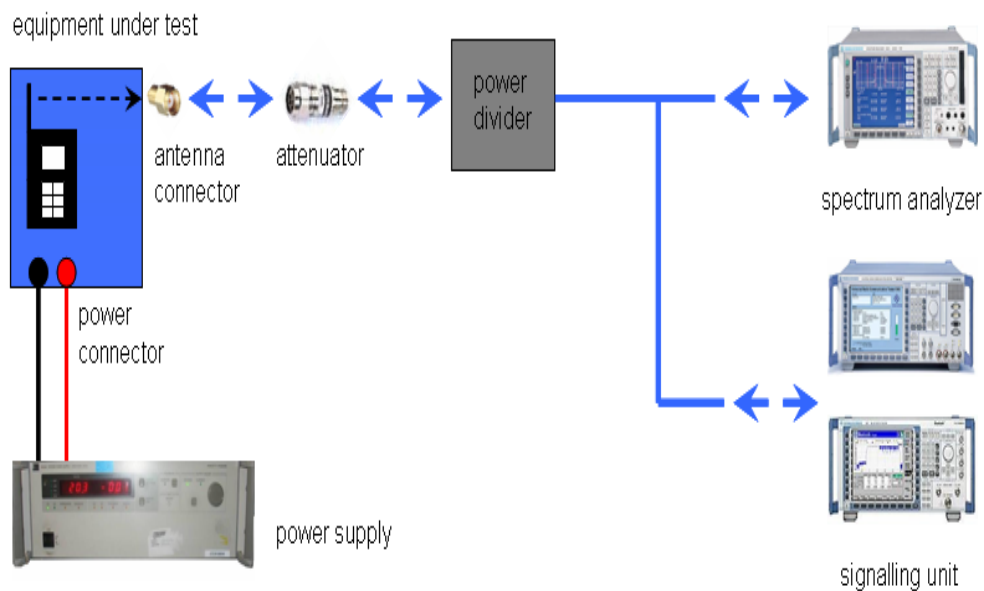 equipment under test
power
divider
antenna
connector
attenuator
spectrum analyzer
power
connector
power supply
signalling unit